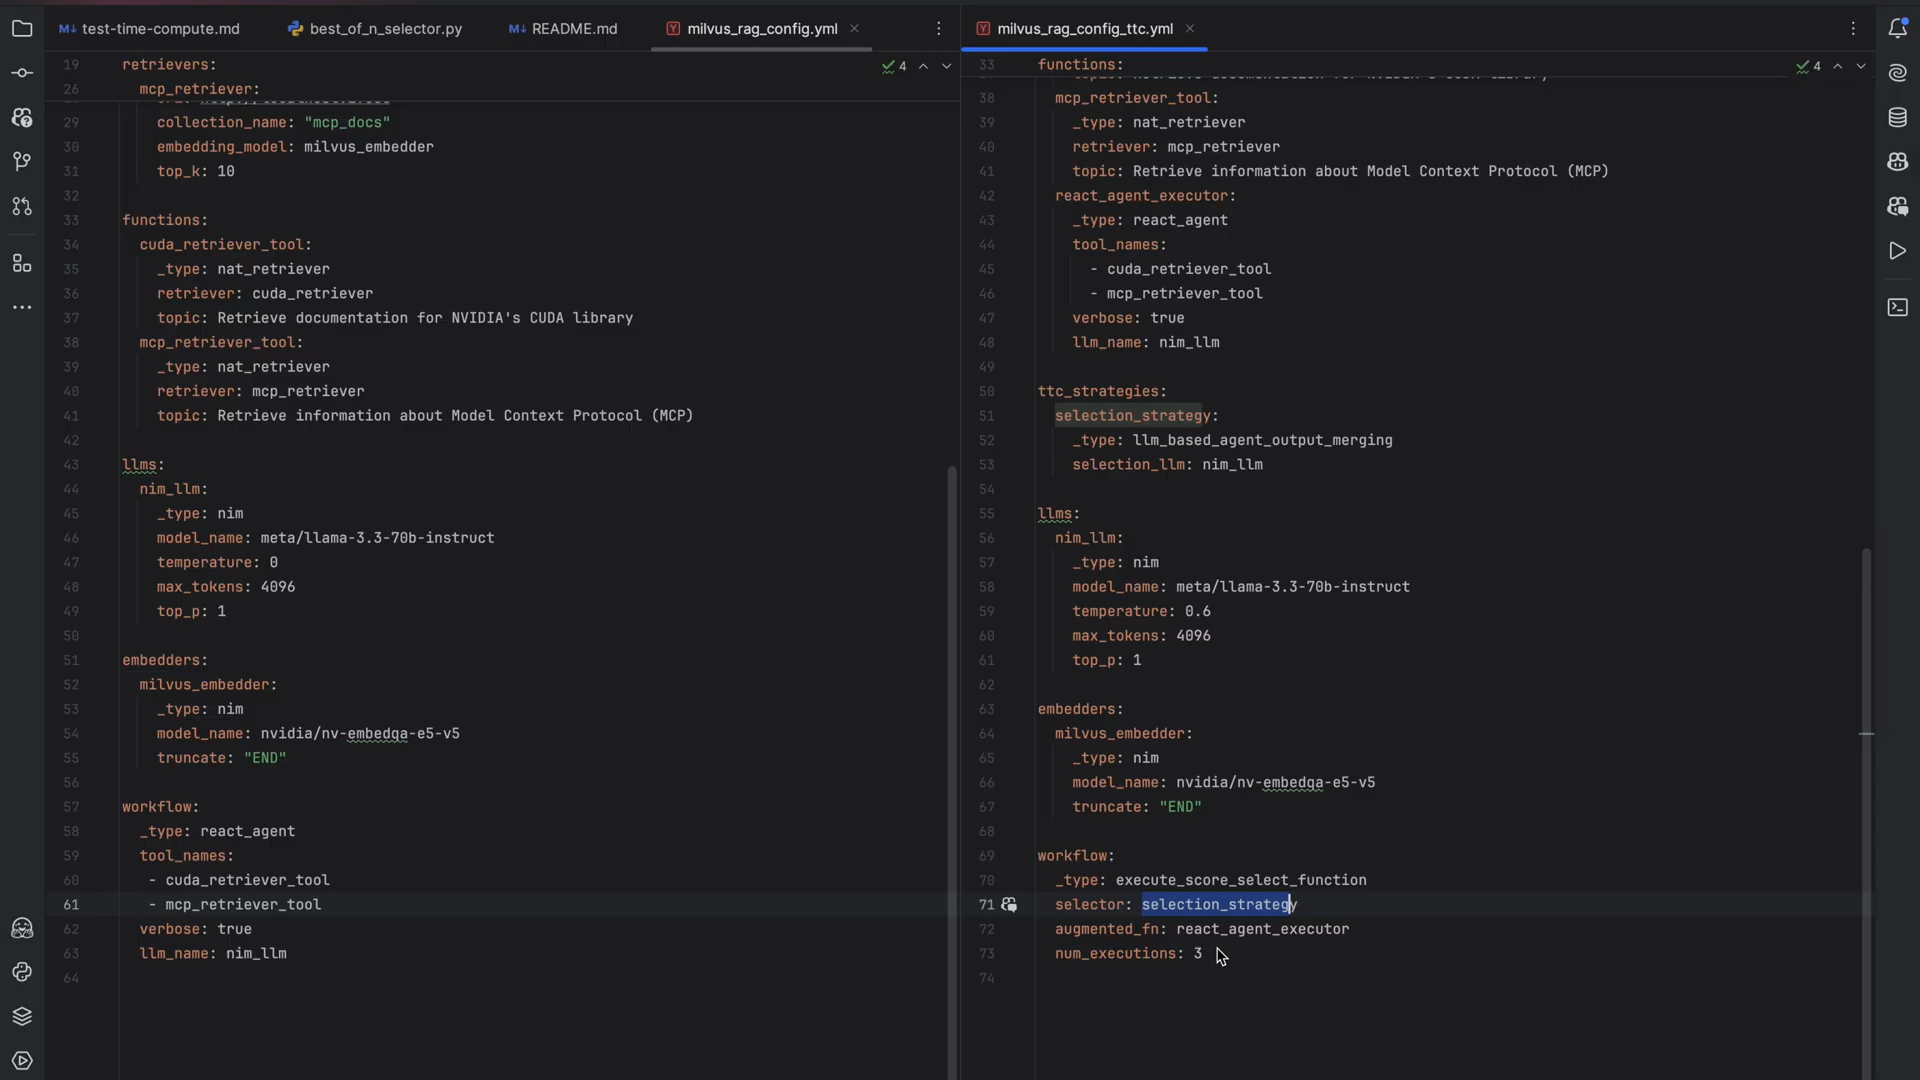 test-time-compute.md
best_of_n_selector.py
README.md
milvus_rag_config.yml
19 retrievers:
4
26 mcp_retriever:
29 collection_name: "mcp_docs"
30 embedding_model: milvus_embedder
31 top_k: 10
32
33 functions:
34 cuda_retriever_tool:
35 _type: nat_retriever
36 retriever: cuda_retriever
37 topic: Retrieve documentation for NVIDIA's CUDA library
38 mcp_retriever_tool:
39 _type: nat_retriever
40 retriever: mcp_retriever
41 topic: Retrieve information about Model Context Protocol (MCP)
42
43 llms:
44 nim_llm:
45 _type: nim
46 model_name: meta/llama-3.3-70b-instruct
47 temperature: 0
48 max_tokens: 4096
49 top_p: 1
50
51 embedders:
52 milvus_embedder:
53 _type: nim
54 model_name: nvidia/nv-embedqa-e5-v5
55 truncate: "END"
56
57 workflow:
58 _type: react_agent
59 tool_names:
60 - cuda_retriever_tool
61 - mcp_retriever_tool
62 verbose: true
63 llm_name: nim_llm
64
milvus_rag_config_ttc.yml
33 functions:
4
38 mcp_retriever_tool:
39 _type: nat_retriever
40 retriever: mcp_retriever
41 topic: Retrieve information about Model Context Protocol (MCP)
42 react_agent_executor:
43 _type: react_agent
44 tool_names:
45 - cuda_retriever_tool
46 - mcp_retriever_tool
47 verbose: true
48 llm_name: nim_llm
49
50 ttc_strategies:
51 selection_strategy:
52 _type: llm_based_agent_output_merging
53 selection_llm: nim_llm
54
55 llms:
56 nim_llm:
57 _type: nim
58 model_name: meta/llama-3.3-70b-instruct
59 temperature: 0.6
60 max_tokens: 4096
61 top_p: 1
62
63 embedders:
64 milvus_embedder:
65 _type: nim
66 model_name: nvidia/nv-embedqa-e5-v5
67 truncate: "END"
68
69 workflow:
70 _type: execute_score_select_function
71 selector: selection_strategy
72 augmented_fn: react_agent_executor
73 num_executions: 3
74